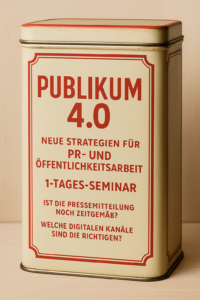 PUBLIKUM
4.0
NEUE STRATEGIEN FÜR
PR- UND
ÖFFENTLICHKEITSARBEIT
1-TAGES-SEMINAR
IST DIE PRESSEMITTEILUNG
NOCH ZEITGEMÄß?
WELCHE DIGITALEN KANÄLE
SIND DIE RICHTIGEN?